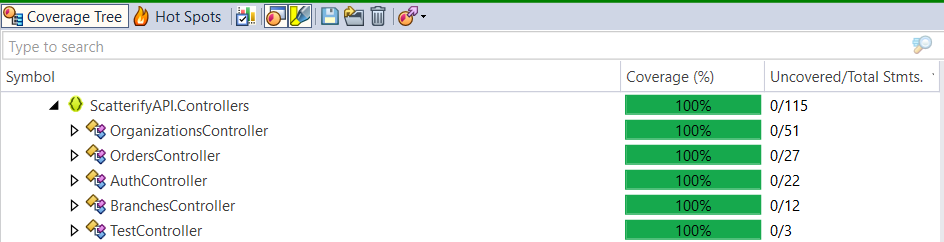 Coverage Tree Hot Spots
Type to search
Symbol Coverage (%) Uncovered/Total Stmts.
ScatterifyAPI.Controllers 100% 0/115
OrganizationsController 100% 0/51
OrdersController 100% 0/27
AuthController 100% 0/22
BranchesController 100% 0/12
TestController 100% 0/3